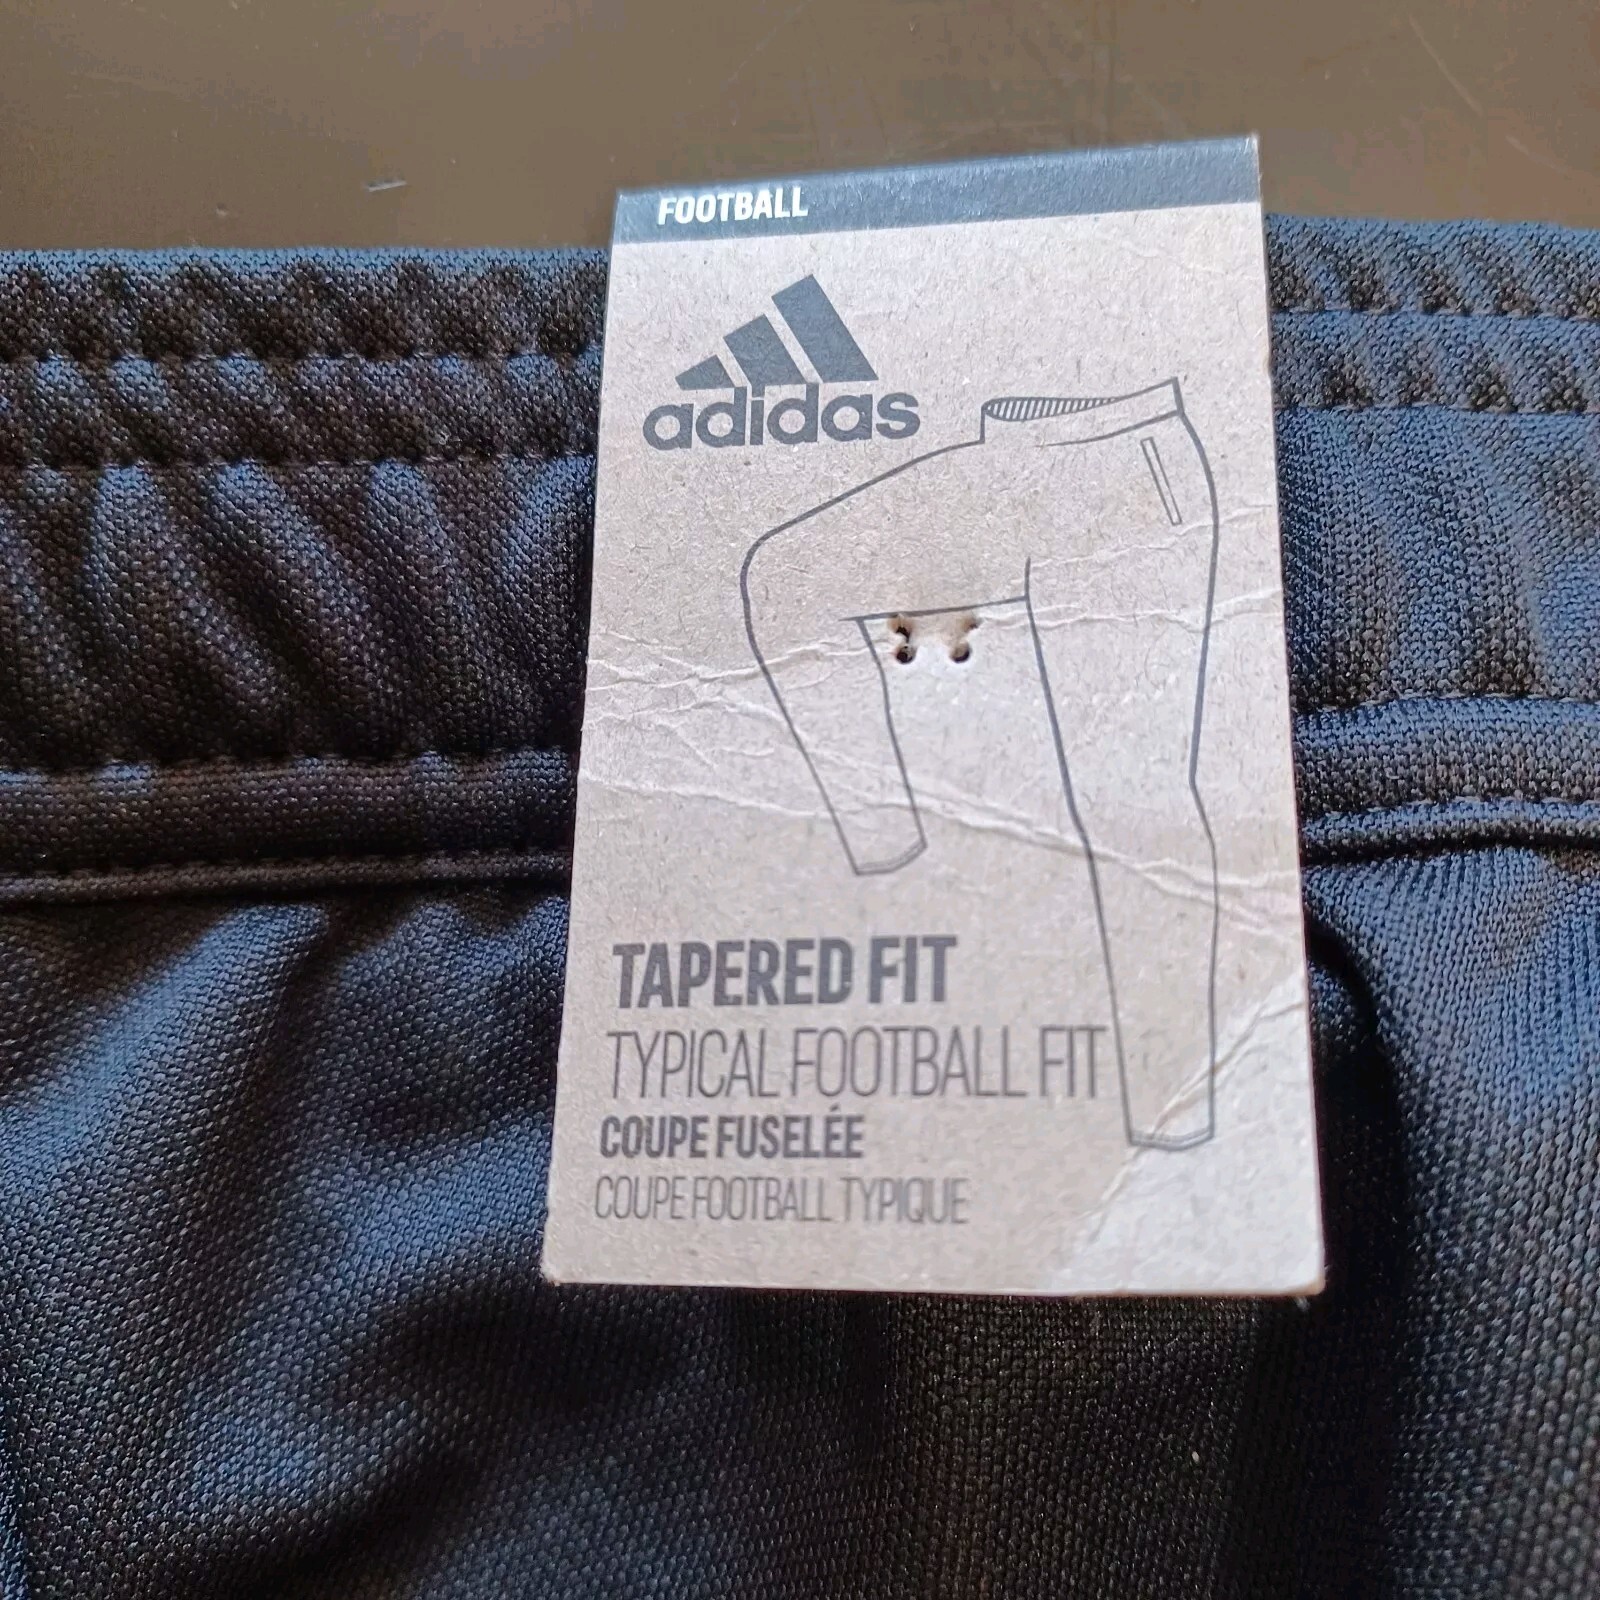 FOOTBALL
adidas
TAPERED FIT
TYPICAL FOOTBALL FIT
COUPE FUSELÉE
COUPE FOOTBALL TYPIQUE